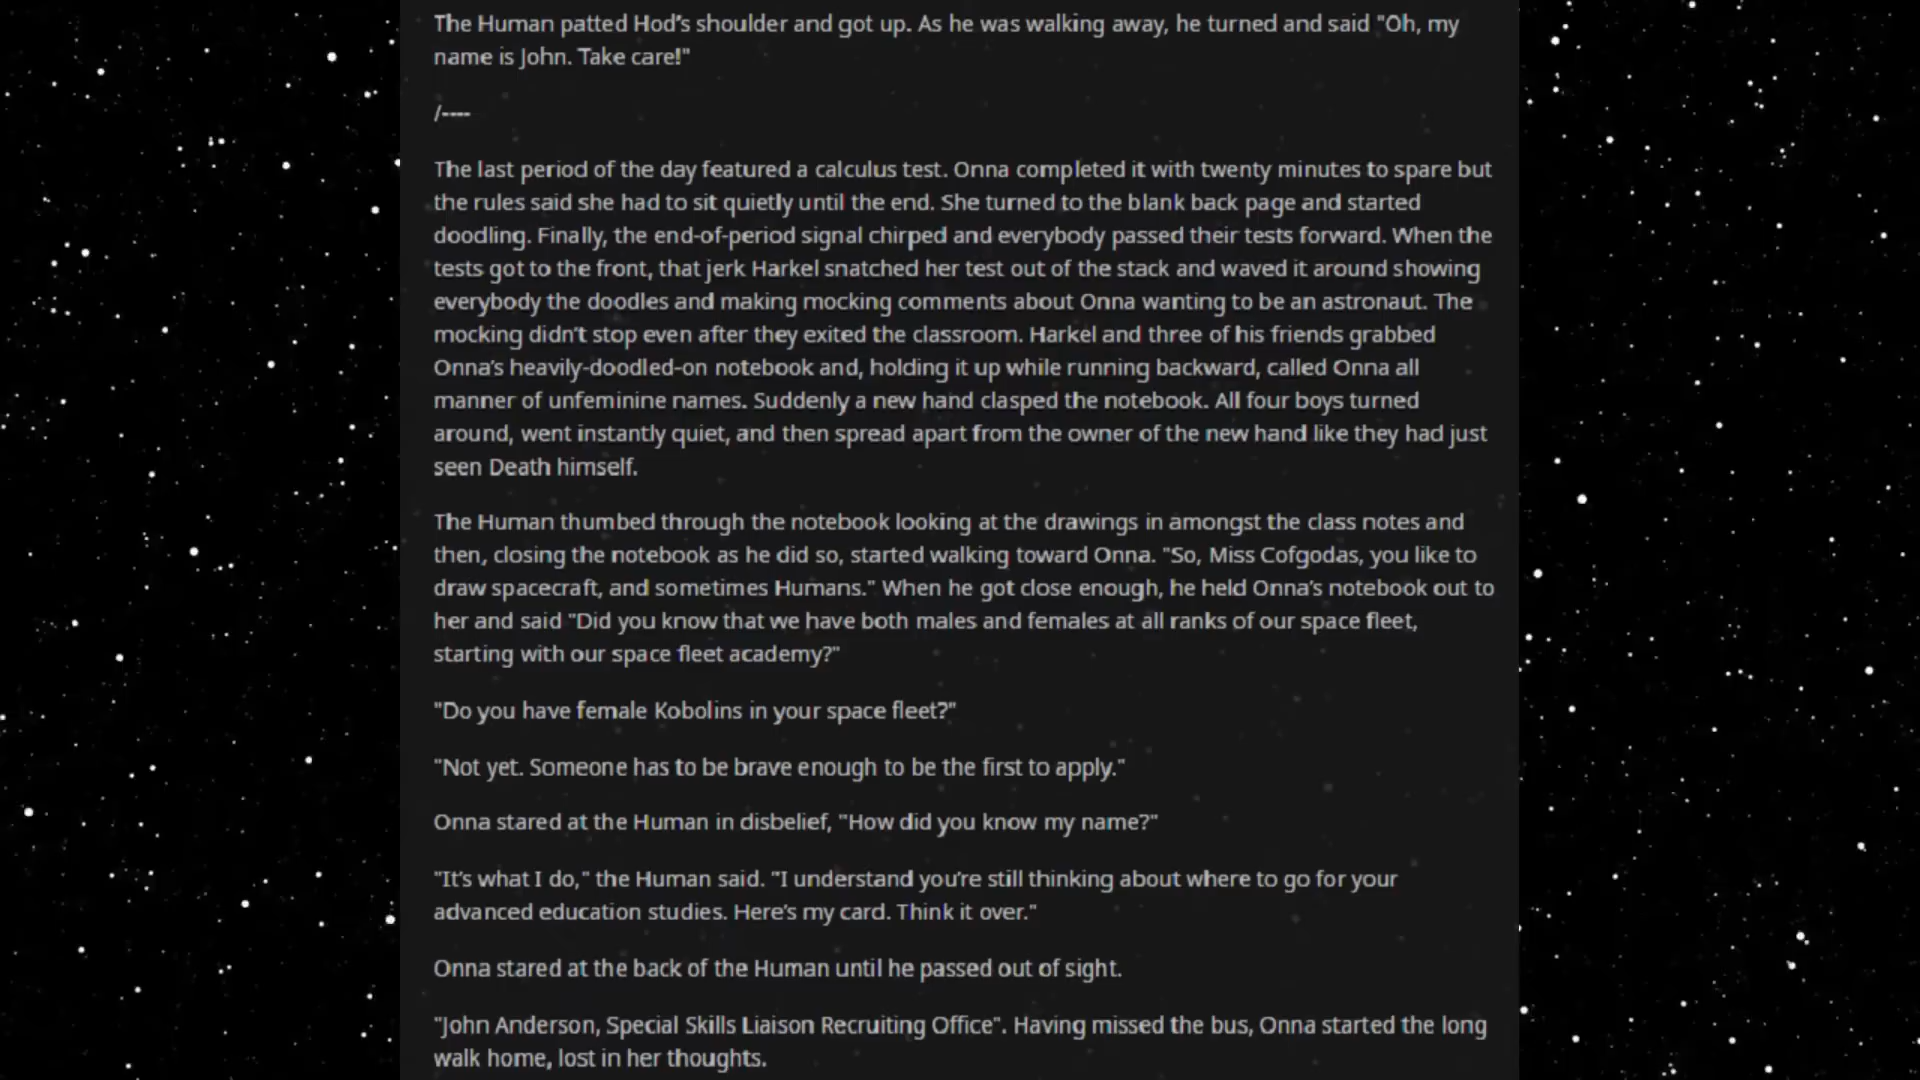 The Human patted Hod's shoulder and got up. As he was walking away, he turned and said "Oh, my
name is John. Take care!"
/----
The last period of the day featured a calculus test. Onna completed it with twenty minutes to spare but
the rules said she had to sit quietly until the end. She turned to the blank back page and started
doodling. Finally, the end-of-period signal chirped and everybody passed their tests forward. When the
tests got to the front, that jerk Harkel snatched her test out of the stack and waved it around showing
everybody the doodles and making mocking comments about Onna wanting to be an astronaut. The
mocking didn't stop even after they exited the classroom. Harkel and three of his friends grabbed
Onna's heavily-doodled-on notebook and, holding it up while running backward, called Onna all
manner of unfeminine names. Suddenly a new hand clasped the notebook. All four boys turned
around, went instantly quiet, and then spread apart from the owner of the new hand like they had just
seen Death himself.
The Human thumbed through the notebook looking at the drawings in amongst the class notes and
then, closing the notebook as he did so, started walking toward Onna. "So, Miss Cofgodas, you like to
draw spacecraft, and sometimes Humans." When he got close enough, he held Onna's notebook out to
her and said "Did you know that we have both males and females at all ranks of our space fleet,
starting with our space fleet academy?"
"Do you have female Kobolins in your space fleet?"
"Not yet. Someone has to be brave enough to be the first to apply."
Onna stared at the Human in disbelief, "How did you know my name?"
"It's what I do," the Human said. "I understand you're still thinking about where to go for your
advanced education studies. Here's my card. Think it over."
Onna stared at the back of the Human until he passed out of sight.
"John Anderson, Special Skills Liaison Recruiting Office". Having missed the bus, Onna started the long
walk home, lost in her thoughts.